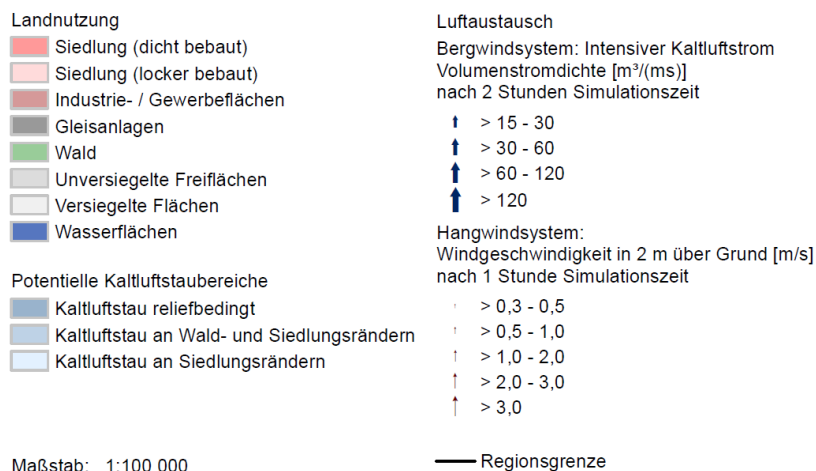 Landnutzung
Siedlung (dicht bebaut)
Siedlung (locker bebaut)
Industrie- / Gewerbeflächen
Gleisanlagen
Wald
Unversiegelte Freiflächen
Versiegelte Flächen
Wasserflächen
Potentielle Kaltluftstaubereiche
Kaltluftstau reliefbedingt
Kaltluftstau an Wald- und Siedlungsrändern
Kaltluftstau an Siedlungsrändern
Maßstab: 1:100 000
Luftaustausch
Bergwindsystem: Intensiver Kaltluftstrom
Volumenstromdichte [m³/(ms)]
nach 2 Stunden Simulationszeit
> 15 - 30
> 30 - 60
> 60 - 120
> 120
Hangwindsystem:
Windgeschwindigkeit in 2 m über Grund [m/s]
nach 1 Stunde Simulationszeit
> 0,3 - 0,5
> 0,5 - 1,0
> 1,0 - 2,0
> 2,0 - 3,0
> 3,0
Regionsgrenze